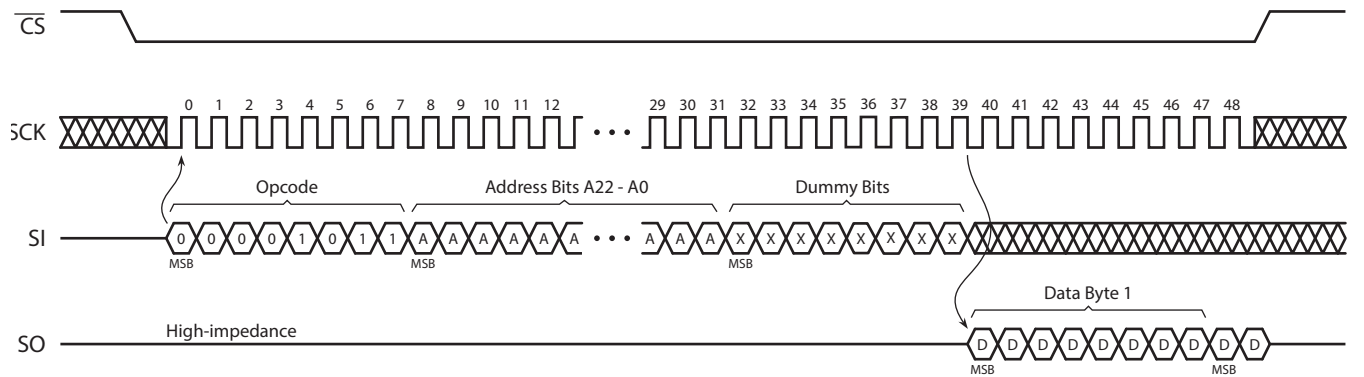 CS
0 1 2 3 4 5 6 7 8 9 10 11 12 29 30 31 32 33 34 35 36 37 38 39 40 41 42 43 44 45 46 47 48
SCK
• • •
Opcode Address Bits A22 - A0 Dummy Bits
SI 0 0 0 0 1 0 1 1 A A A A A A • • • A A A X X X X X X X X
MSB MSB MSB
Data Byte 1
High-impedance
SO D D D D D D D D D D
MSB MSB